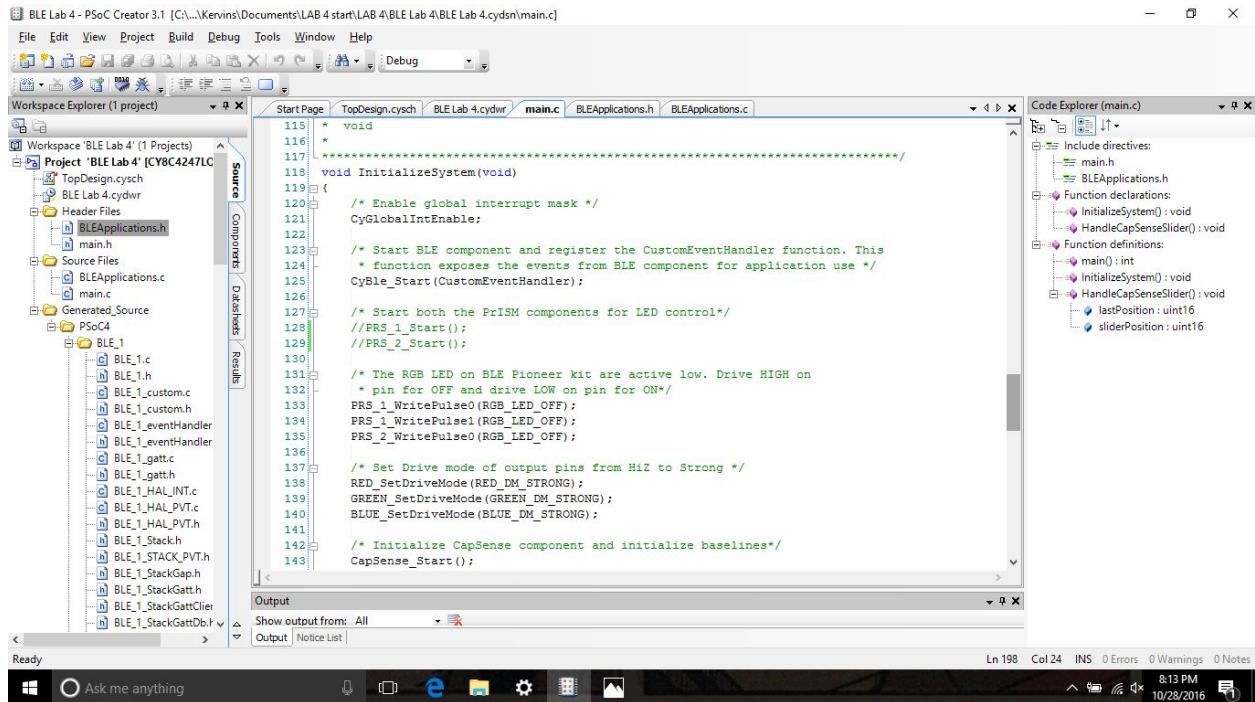 BLE Lab 4 - PSoC Creator 3.1 [C:\...\Kervins\Documents\LAB 4 start\LAB 4\BLE Lab 4\BLE Lab 4.cydsn\main.c]
File Edit View Project Build Debug Tools Window Help
Debug
Workspace Explorer (1 project)
Workspace 'BLE Lab 4' (1 Projects)
Project 'BLE Lab 4' [CY8C4247LQ
TopDesign.cysch
BLE Lab 4.cydwr
Header Files
BLEApplications.h
main.h
Source Files
BLEApplications.c
main.c
Generated_Source
PSoC4
BLE_1
BLE_1.c
BLE_1.h
BLE_1_custom.c
BLE_1_custom.h
BLE_1_eventHandler
BLE_1_eventHandler
BLE_1_gatt.c
BLE_1_gatt.h
BLE_1_HAL_INT.c
BLE_1_HAL_PVT.c
BLE_1_HAL_PVT.h
BLE_1_Stack.h
BLE_1_STACK_PVT.h
BLE_1_StackGap.h
BLE_1_StackGatt.h
BLE_1_StackGattClier
BLE_1_StackGattDb.h
Source
Components
Datasheets
Results
Start Page TopDesign.cysch BLE Lab 4.cydwr main.c BLEApplications.h BLEApplications.c
115 * void
116 *
117 *******************************************************************************/
118 void InitializeSystem(void)
119 {
120 /* Enable global interrupt mask */
121 CyGlobalIntEnable;
122
123 /* Start BLE component and register the CustomEventHandler function. This
124 * function exposes the events from BLE component for application use */
125 CyBle_Start(CustomEventHandler);
126
127 /* Start both the PrISM components for LED control*/
128 //PRS_1_Start();
129 //PRS_2_Start();
130
131 /* The RGB LED on BLE Pioneer kit are active low. Drive HIGH on
132 * pin for OFF and drive LOW on pin for ON*/
133 PRS_1_WritePulse0(RGB_LED_OFF);
134 PRS_1_WritePulse1(RGB_LED_OFF);
135 PRS_2_WritePulse0(RGB_LED_OFF);
136
137 /* Set Drive mode of output pins from HiZ to Strong */
138 RED_SetDriveMode(RED_DM_STRONG);
139 GREEN_SetDriveMode(GREEN_DM_STRONG);
140 BLUE_SetDriveMode(BLUE_DM_STRONG);
141
142 /* Initialize CapSense component and initialize baselines*/
143 CapSense_Start();
Output
Show output from: All
Output Notice List
Code Explorer (main.c)
Include directives:
main.h
BLEApplications.h
Function declarations:
InitializeSystem() : void
HandleCapSenseSlider() : void
Function definitions:
main() : int
InitializeSystem() : void
HandleCapSenseSlider() : void
lastPosition : uint16
sliderPosition : uint16
Ready
Ln 198 Col 24 INS 0 Errors 0 Warnings 0 Notes
Ask me anything
8:13 PM
10/28/2016